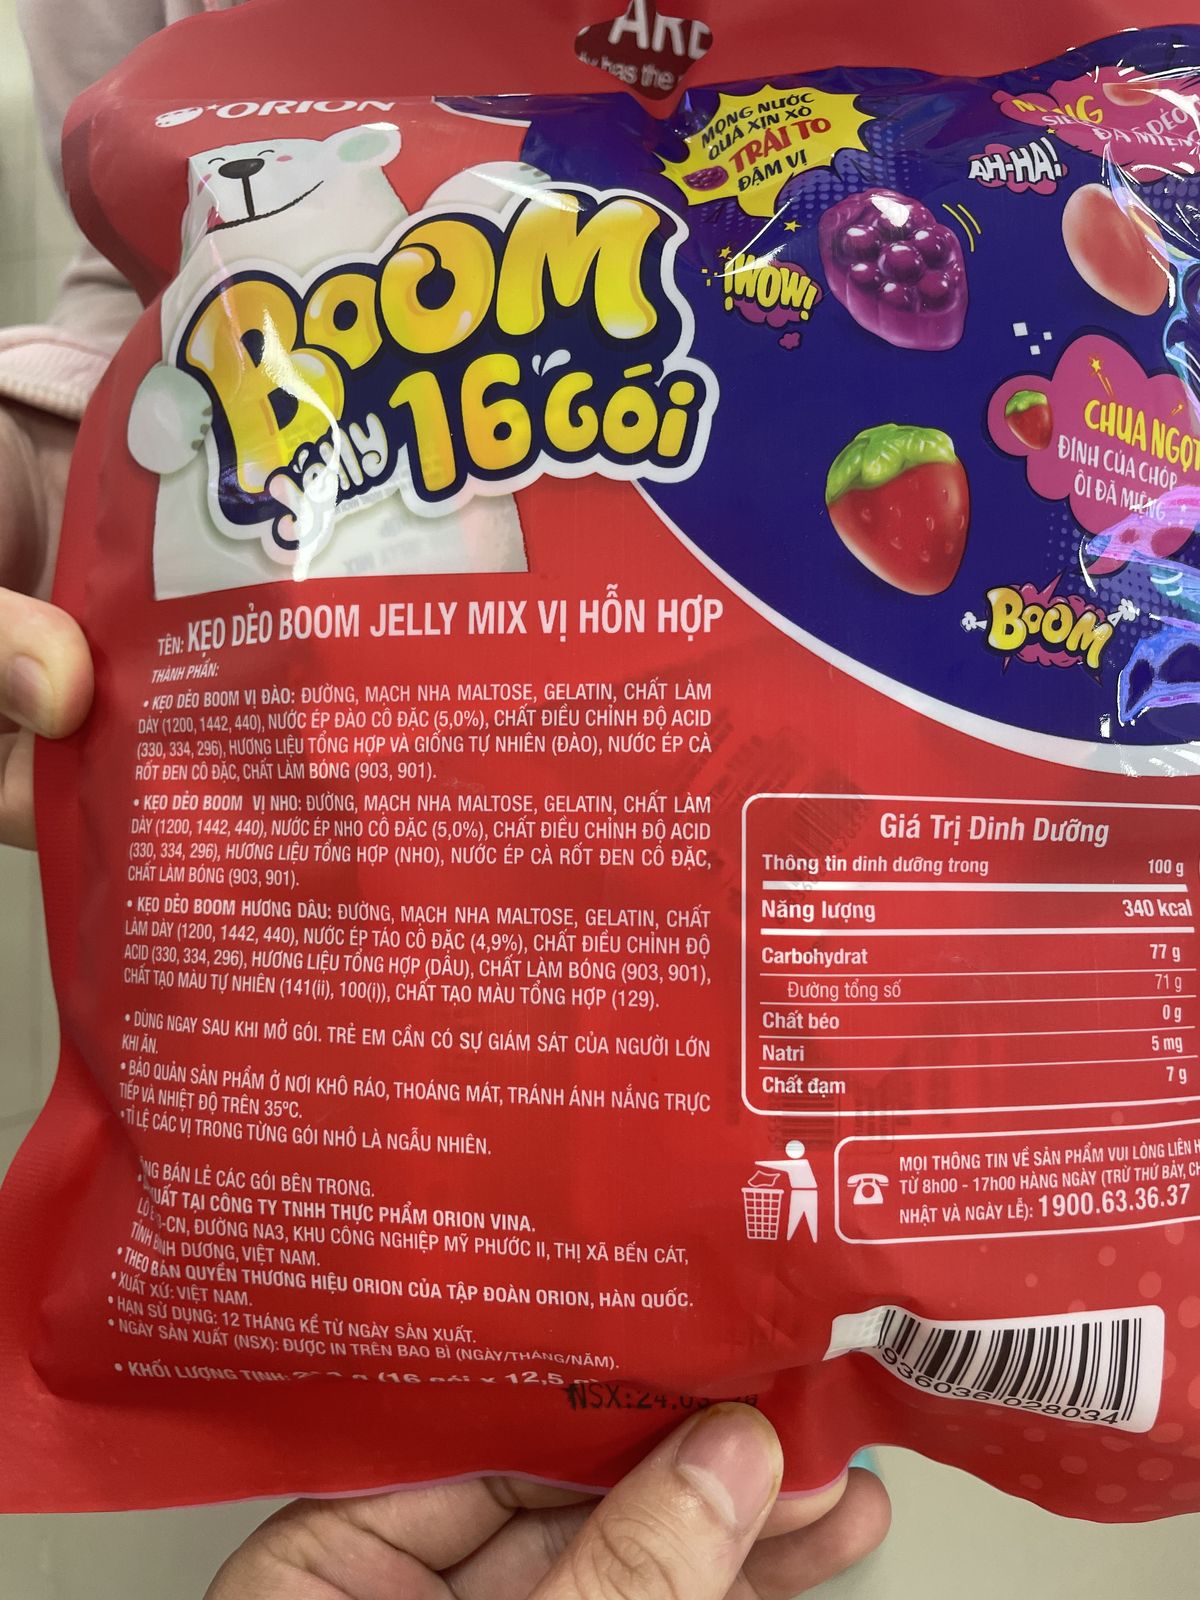 ORION
BOOM
Jelly 16 Gói
MỌNG NƯỚC
QUẢ XỊN XÒ
TRÁI TO
ĐẬM VỊ
WOW!
AH-HA!
CHUA NGỌT
ĐỈNH CỦA CHÓP
ÔI ĐÃ MIỆNG
BOOM
TÊN: KẸO DẺO BOOM JELLY MIX VỊ HỖN HỢP
THÀNH PHẦN:
• KẸO DẺO BOOM VỊ ĐÀO: ĐƯỜNG, MẠCH NHA MALTOSE, GELATIN, CHẤT LÀM
DÀY (1200, 1442, 440), NƯỚC ÉP ĐÀO CÔ ĐẶC (5,0%), CHẤT ĐIỀU CHỈNH ĐỘ ACID
(330, 334, 296), HƯƠNG LIỆU TỔNG HỢP VÀ GIỐNG TỰ NHIÊN (ĐÀO), NƯỚC ÉP CÀ
RỐT ĐEN CÔ ĐẶC, CHẤT LÀM BÓNG (903, 901).
• KẸO DẺO BOOM VỊ NHO: ĐƯỜNG, MẠCH NHA MALTOSE, GELATIN, CHẤT LÀM
DÀY (1200, 1442, 440), NƯỚC ÉP NHO CÔ ĐẶC (5,0%), CHẤT ĐIỀU CHỈNH ĐỘ ACID
(330, 334, 296), HƯƠNG LIỆU TỔNG HỢP (NHO), NƯỚC ÉP CÀ RỐT ĐEN CÔ ĐẶC,
CHẤT LÀM BÓNG (903, 901).
• KẸO DẺO BOOM HƯƠNG DÂU: ĐƯỜNG, MẠCH NHA MALTOSE, GELATIN, CHẤT
LÀM DÀY (1200, 1442, 440), NƯỚC ÉP TÁO CÔ ĐẶC (4,9%), CHẤT ĐIỀU CHỈNH ĐỘ
ACID (330, 334, 296), HƯƠNG LIỆU TỔNG HỢP (DÂU), CHẤT LÀM BÓNG (903, 901),
CHẤT TẠO MÀU TỰ NHIÊN (141(ii), 100(i)), CHẤT TẠO MÀU TỔNG HỢP (129).
• DÙNG NGAY SAU KHI MỞ GÓI. TRẺ EM CẦN CÓ SỰ GIÁM SÁT CỦA NGƯỜI LỚN
KHI ĂN.
• BẢO QUẢN SẢN PHẨM Ở NƠI KHÔ RÁO, THOÁNG MÁT, TRÁNH ÁNH NẮNG TRỰC
TIẾP VÀ NHIỆT ĐỘ TRÊN 35°C.
• TỈ LỆ CÁC VỊ TRONG TỪNG GÓI NHỎ LÀ NGẪU NHIÊN.
BÁN LẺ CÁC GÓI BÊN TRONG.
TẠI CÔNG TY TNHH THỰC PHẨM ORION VINA.
ĐƯỜNG NA3, KHU CÔNG NGHIỆP MỸ PHƯỚC II, THỊ XÃ BẾN CÁT,
TỈNH BÌNH DƯƠNG, VIỆT NAM.
• THEO BẢN QUYỀN THƯƠNG HIỆU ORION CỦA TẬP ĐOÀN ORION, HÀN QUỐC.
• XUẤT XỨ: VIỆT NAM.
• HẠN SỬ DỤNG: 12 THÁNG KỂ TỪ NGÀY SẢN XUẤT.
• NGÀY SẢN XUẤT (NSX): ĐƯỢC IN TRÊN BAO BÌ (NGÀY/THÁNG/NĂM).
• KHỐI LƯỢNG TỊNH: (16 gói x 12,5
Giá Trị Dinh Dưỡng
Thông tin dinh dưỡng trong 100 g
Năng lượng 340 kcal
Carbohydrat 77 g
Đường tổng số 71 g
Chất béo 0 g
Natri 5 mg
Chất đạm 7 g
MỌI THÔNG TIN VỀ SẢN PHẨM VUI LÒNG LIÊN
TỪ 8h00 - 17h00 HÀNG NGÀY (TRỪ THỨ BẢY,
NHẬT VÀ NGÀY LỄ): 1900.63.36.37
936036 028034